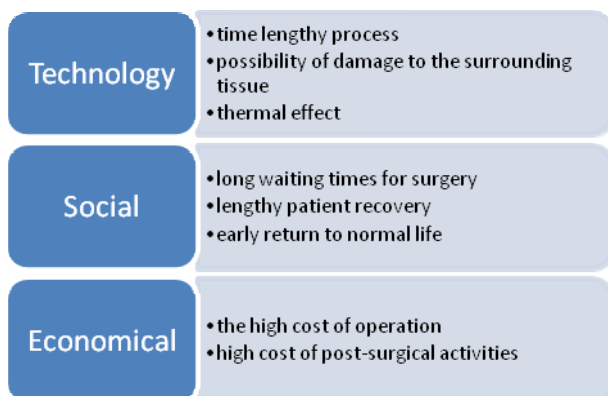 Technology
•time lengthy process
•possibility of damage to the surrounding
tissue
•thermal effect
Social
•long waiting times for surgery
•lengthy patient recovery
•early return to normal life
Economical
•the high cost of operation
•high cost of post-surgical activities